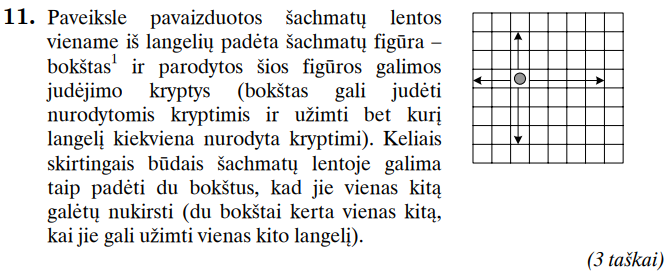 11. Paveiksle pavaizduotos šachmatų lentos
viename iš langelių padėta šachmatų figūra –
bokštas1 ir parodytos šios figūros galimos
judėjimo kryptys (bokštas gali judėti
nurodytomis kryptimis ir užimti bet kurį
langelį kiekviena nurodyta kryptimi). Keliais
skirtingais būdais šachmatų lentoje galima
taip padėti du bokštus, kad jie vienas kitą
galėtų nukirsti (du bokštai kerta vienas kitą,
kai jie gali užimti vienas kito langelį).
(3 taškai)